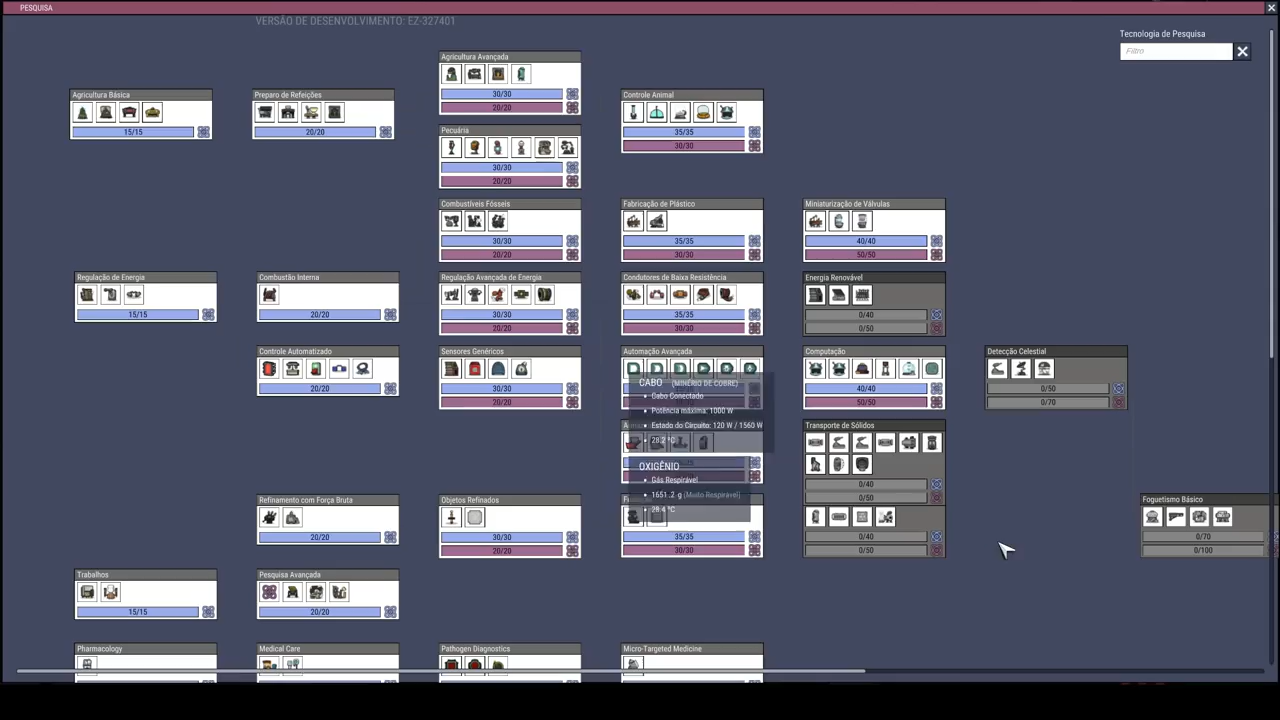 PESQUISA
VERSÃO DE DESENVOLVIMENTO: EZ-327401
Tecnologia de Pesquisa
Filtro
Agricultura Avançada
30/30
20/20
Agricultura Básica
15/15
Preparo de Refeições
20/20
Controle Animal
35/35
30/30
Pecuária
30/30
20/20
Combustíveis Fósseis
30/30
20/20
Fabricação de Plástico
35/35
30/30
Miniaturização de Válvulas
40/40
50/50
Regulação de Energia
15/15
Combustão Interna
20/20
Regulação Avançada de Energia
30/30
20/20
Condutores de Baixa Resistência
35/35
30/30
Energia Renovável
0/40
0/50
Controle Automatizado
20/20
Sensores Genéricos
30/30
20/20
Automação Avançada
Computação
40/40
50/50
Detecção Celestial
0/50
0/70
CABO (MINÉRIO DE COBRE)
Cabo Conectado
Potência máxima: 1000 W
Estado do Circuito: 120 W / 1560 W
28.2 °C
OXIGÊNIO
Gás Respirável
1651.2 g (Muito Respirável)
28.4 °C
Transporte de Sólidos
0/40
0/50
0/40
0/50
Refinamento com Força Bruta
20/20
Objetos Refinados
30/30
20/20
35/35
30/30
Foguetismo Básico
0/70
0/100
Trabalhos
15/15
Pesquisa Avançada
20/20
Pharmacology
Medical Care
Pathogen Diagnostics
Micro-Targeted Medicine